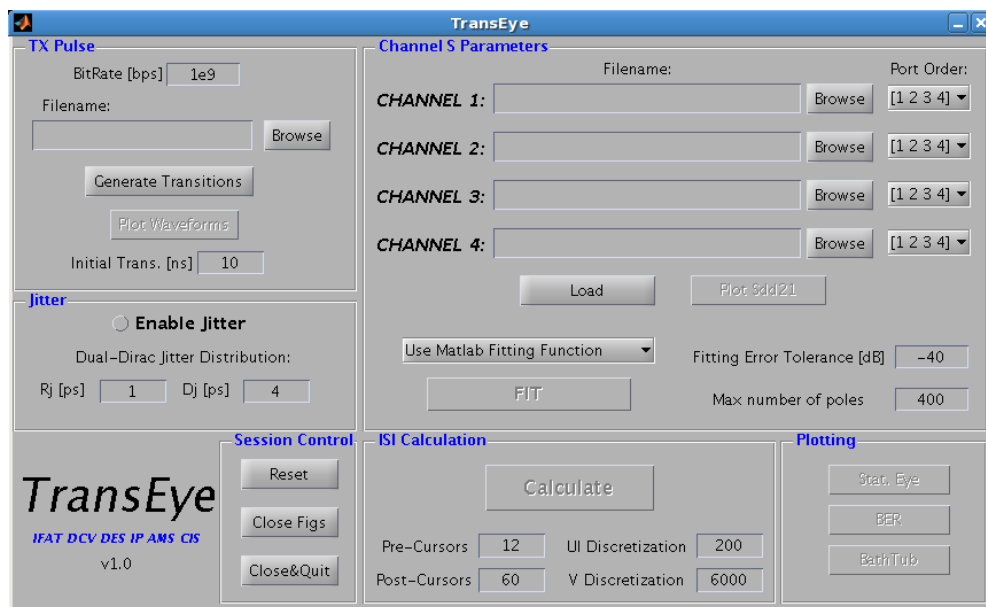 TransEye
TX Pulse
BitRate [bps] 1e9
Filename:
Browse
Generate Transitions
Plot Waveforms
Initial Trans. [ns] 10
Channel S Parameters
Filename: Port Order:
CHANNEL 1: Browse [1 2 3 4]
CHANNEL 2: Browse [1 2 3 4]
CHANNEL 3: Browse [1 2 3 4]
CHANNEL 4: Browse [1 2 3 4]
Load Plot Sdd21
Use Matlab Fitting Function Fitting Error Tolerance [dB] -40
FIT Max number of poles 400
Jitter
Enable Jitter
Dual-Dirac Jitter Distribution:
Rj [ps] 1 Dj [ps] 4
TransEye
IFAT DCV DES IP AMS CIS
v1.0
Session Control
Reset
Close Figs
Close&Quit
ISI Calculation
Calculate
Pre-Cursors 12 UI Discretization 200
Post-Cursors 60 V Discretization 6000
Plotting
Stat. Eye
BER
BathTub